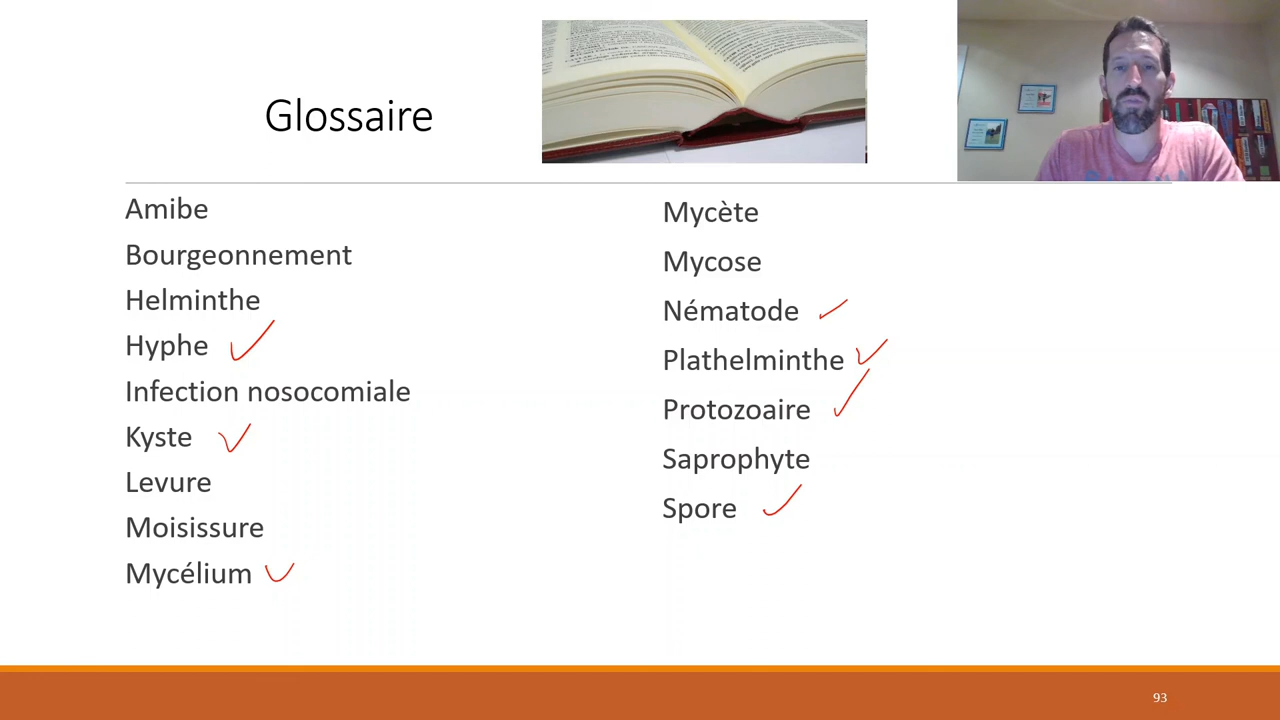 Glossaire
Amibe
Bourgeonnement
Helminthe
Hyphe
Infection nosocomiale
Kyste
Levure
Moisissure
Mycélium
Mycète
Mycose
Nématode
Plathelminthe
Protozoaire
Saprophyte
Spore
93